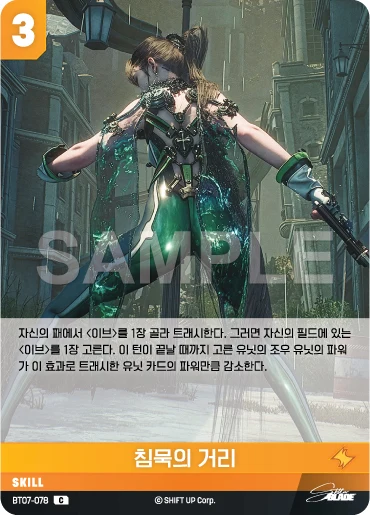 3
SAMPLE
자신의 패에서 <이브>를 1장 골라 트래시한다. 그러면 자신의 필드에 있는
<이브>를 1장 고른다. 이 턴이 끝날 때까지 고른 유닛의 조우 유닛의 파워
가 이 효과로 트래시한 유닛 카드의 파워만큼 감소한다.
침묵의 거리
SKILL
BT07-078 C
© SHIFT UP Corp.
Stellar BLADE